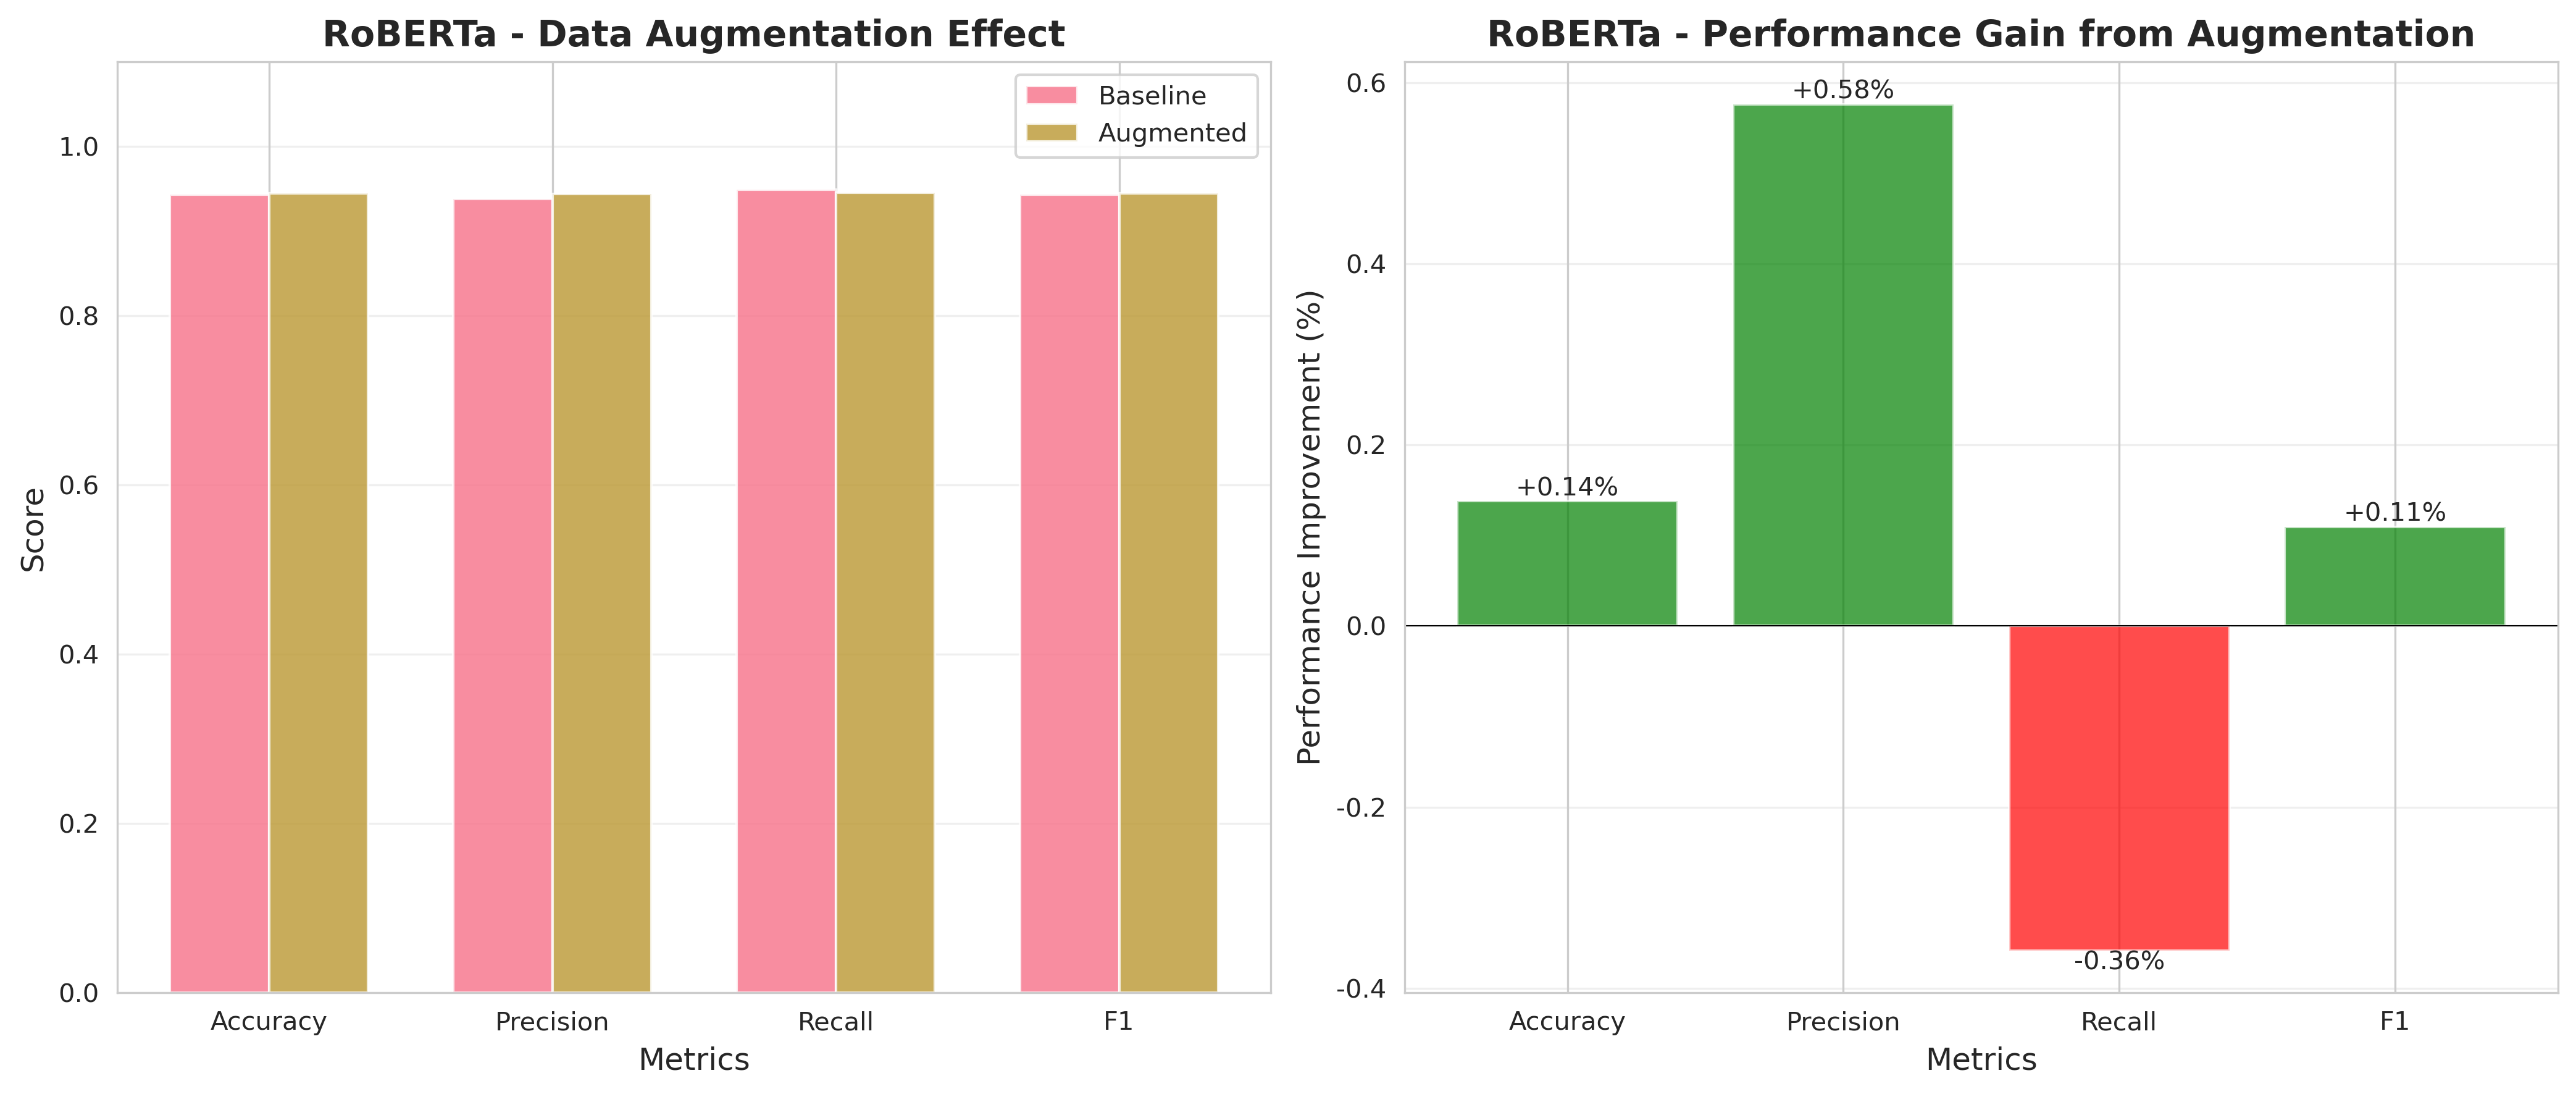 RoBERTa - Data Augmentation Effect
Baseline
Augmented
1.0
0.8
0.6
0.4
0.2
0.0
Score
Accuracy Precision Recall F1
Metrics
RoBERTa - Performance Gain from Augmentation
0.6
0.4
0.2
0.0
-0.2
-0.4
Performance Improvement (%)
+0.14%
+0.58%
-0.36%
+0.11%
Accuracy Precision Recall F1
Metrics